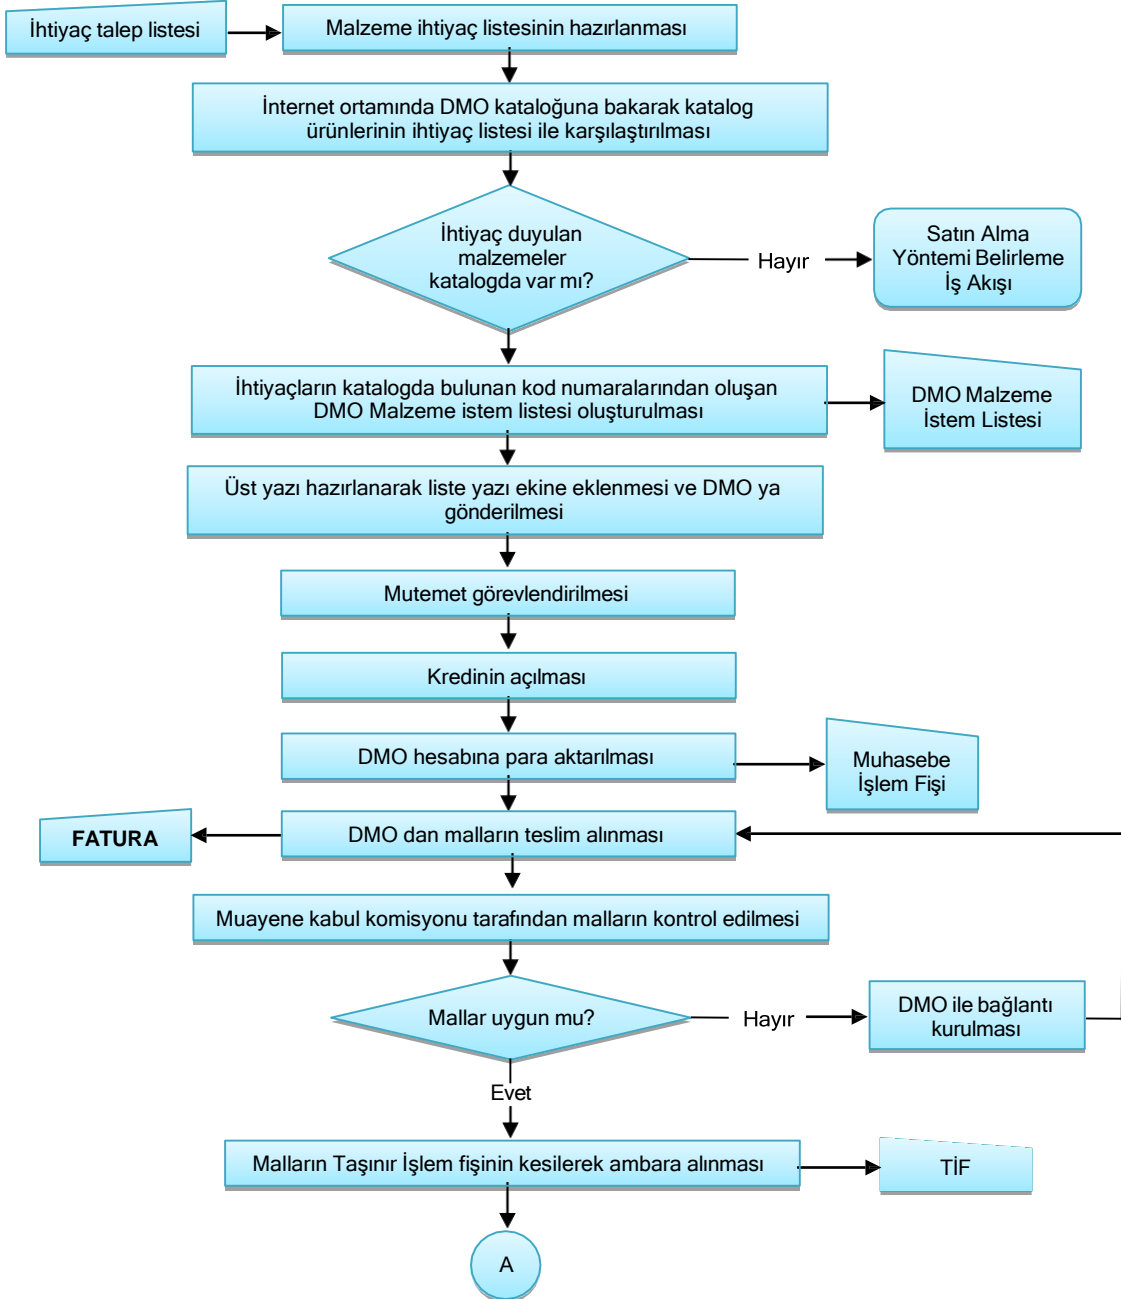 İhtiyaç talep listesi
Malzeme ihtiyaç listesinin hazırlanması
İnternet ortamında DMO kataloğuna bakarak katalog
ürünlerinin ihtiyaç listesi ile karşılaştırılması
İhtiyaç duyulan
malzemeler
katalogda var mı?
Hayır
Satın Alma
Yöntemi Belirleme
İş Akışı
İhtiyaçların katalogda bulunan kod numaralarından oluşan
DMO Malzeme istem listesi oluşturulması
DMO Malzeme
İstem Listesi
Üst yazı hazırlanarak liste yazı ekine eklenmesi ve DMO ya
gönderilmesi
Mutemet görevlendirilmesi
Kredinin açılması
DMO hesabına para aktarılması
Muhasebe
İşlem Fişi
FATURA
DMO dan malların teslim alınması
Muayene kabul komisyonu tarafından malların kontrol edilmesi
Mallar uygun mu?
Hayır
DMO ile bağlantı
kurulması
Evet
Malların Taşınır İşlem fişinin kesilerek ambara alınması
TİF
A